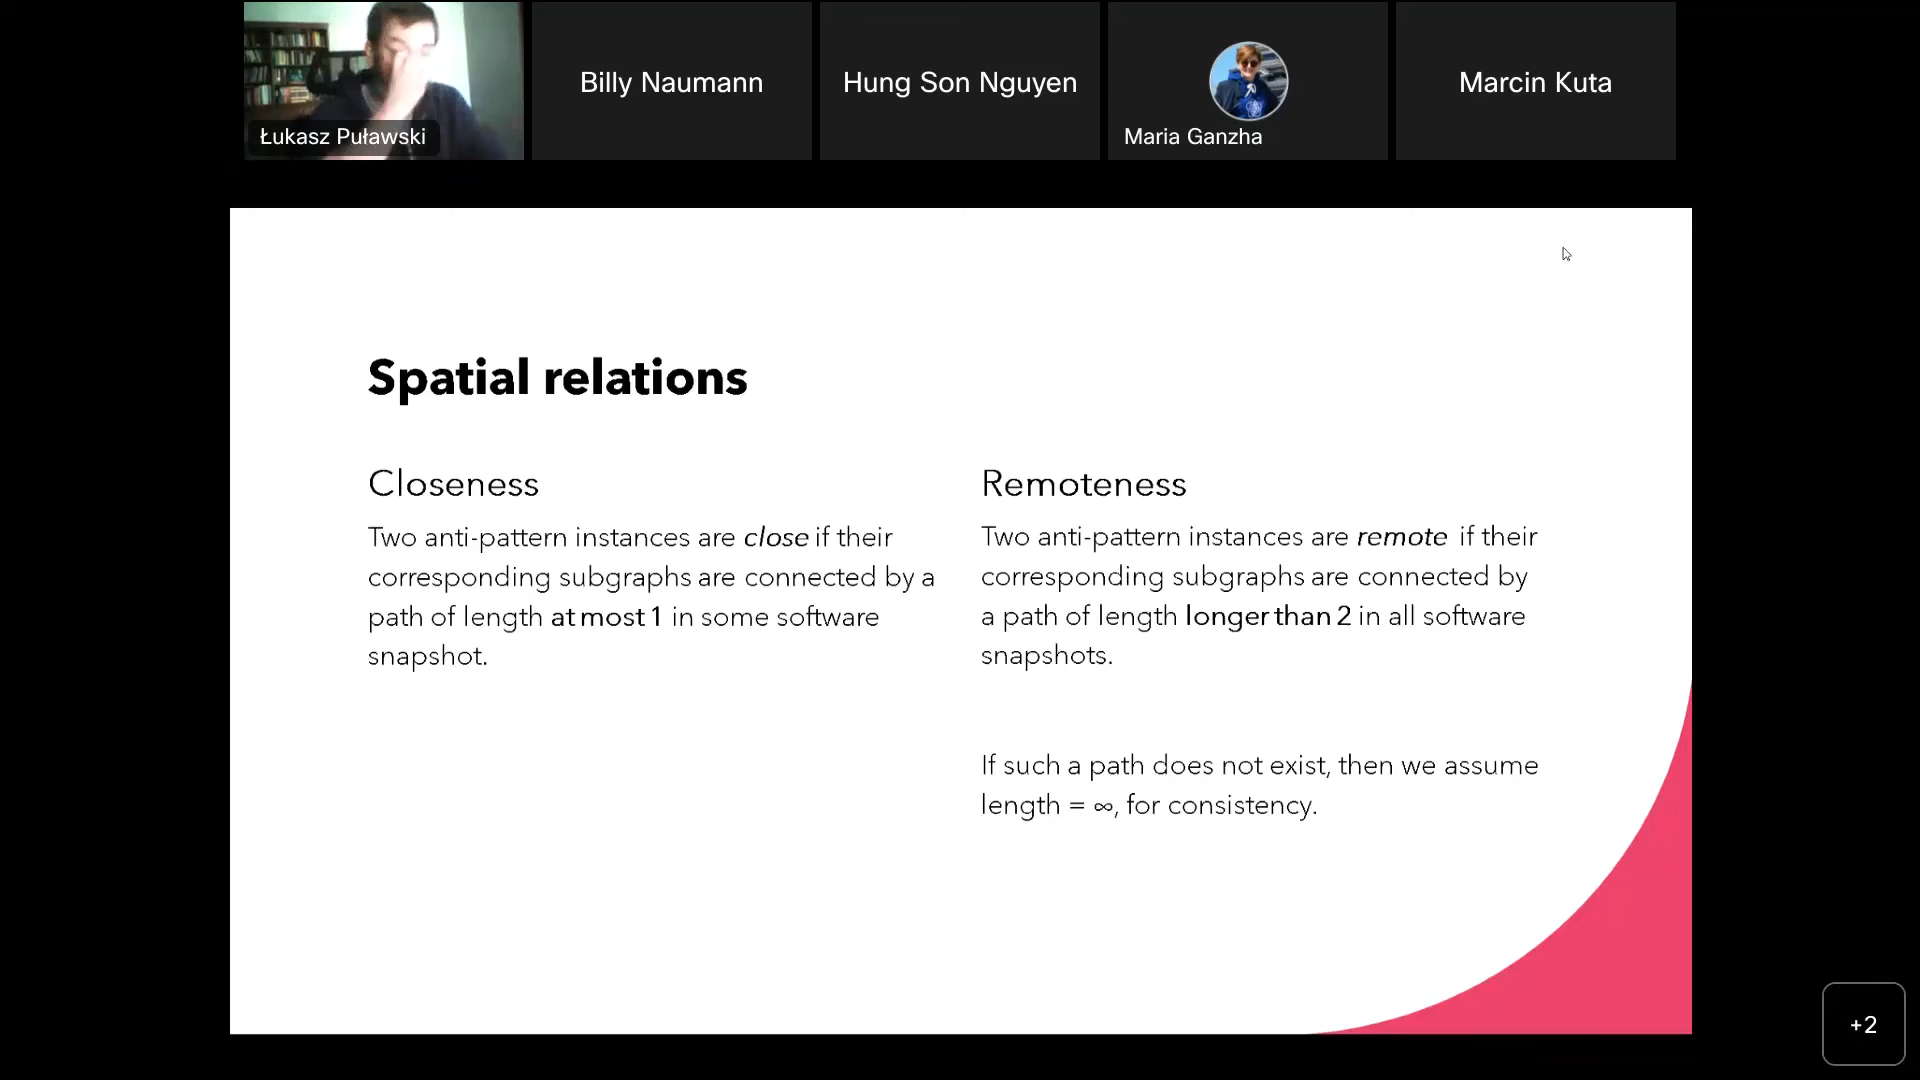 Łukasz Puławski
Billy Naumann
Hung Son Nguyen
Maria Ganzha
Marcin Kuta
Spatial relations
Closeness
Two anti-pattern instances are close if their
corresponding subgraphs are connected by a
path of length at most 1 in some software
snapshot.
Remoteness
Two anti-pattern instances are remote if their
corresponding subgraphs are connected by
a path of length longer than 2 in all software
snapshots.
If such a path does not exist, then we assume
length = ∞, for consistency.
+2